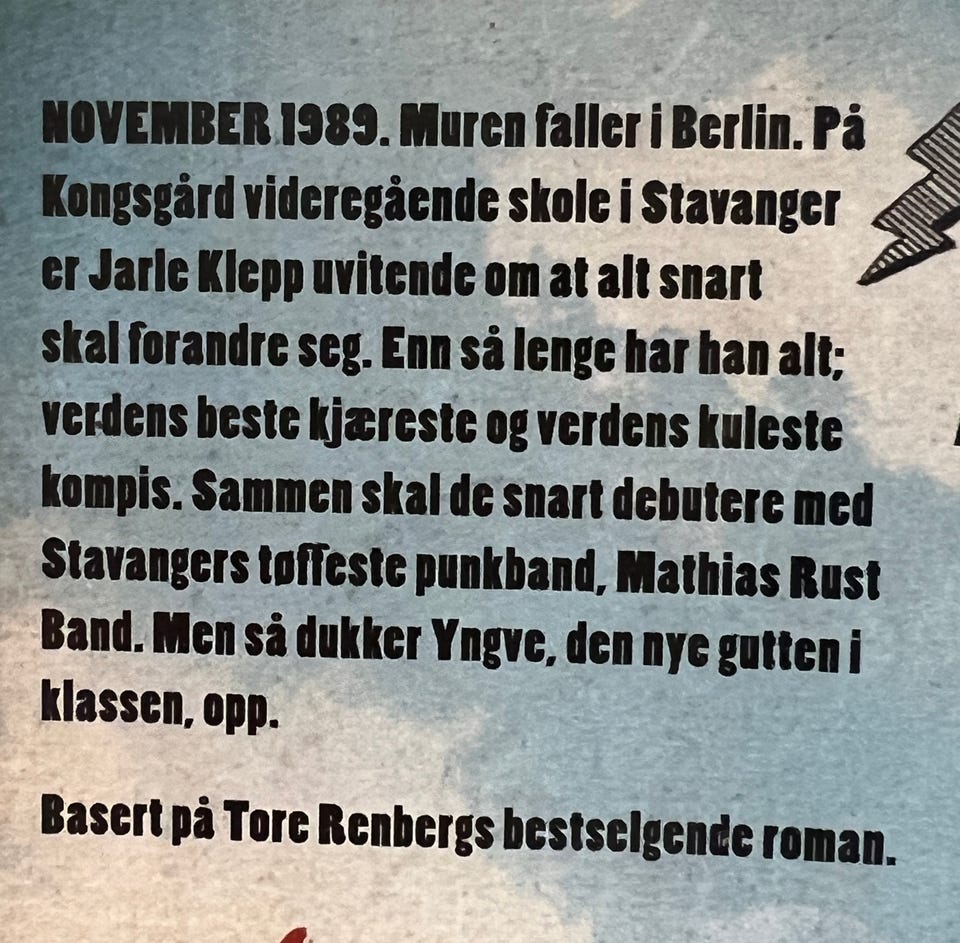 NOVEMBER 1989. Muren faller i Berlin. På
Kongsgård videregående skole i Stavanger
er Jarle Klepp uvitende om at alt snart
skal forandre seg. Enn så lenge har han alt;
verdens beste kjæreste og verdens kuleste
kompis. Sammen skal de snart debutere med
Stavangers tøffeste punkband, Mathias Rust
Band. Men så dukker Yngve, den nye gutten i
klassen, opp.
Basert på Tore Renbergs bestselgende roman.